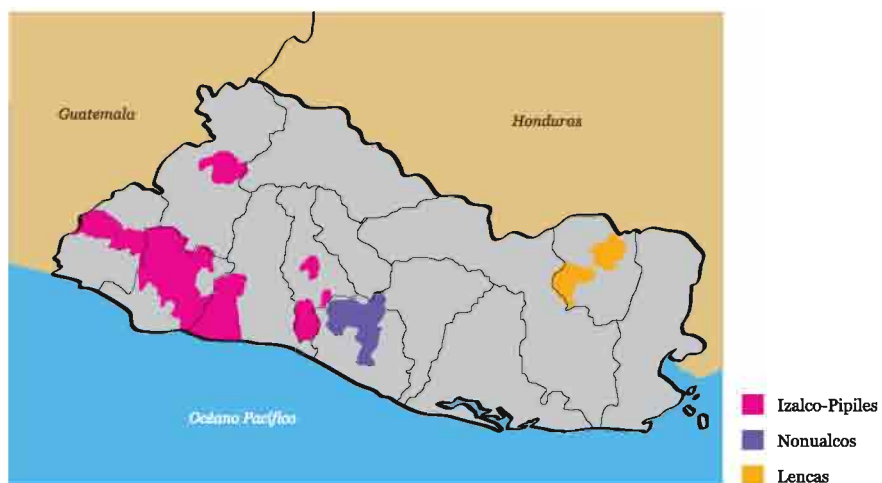 Guatemala
Honduras
Océano Pacífico
Izalco-Pipiles
Nonualcos
Lencas